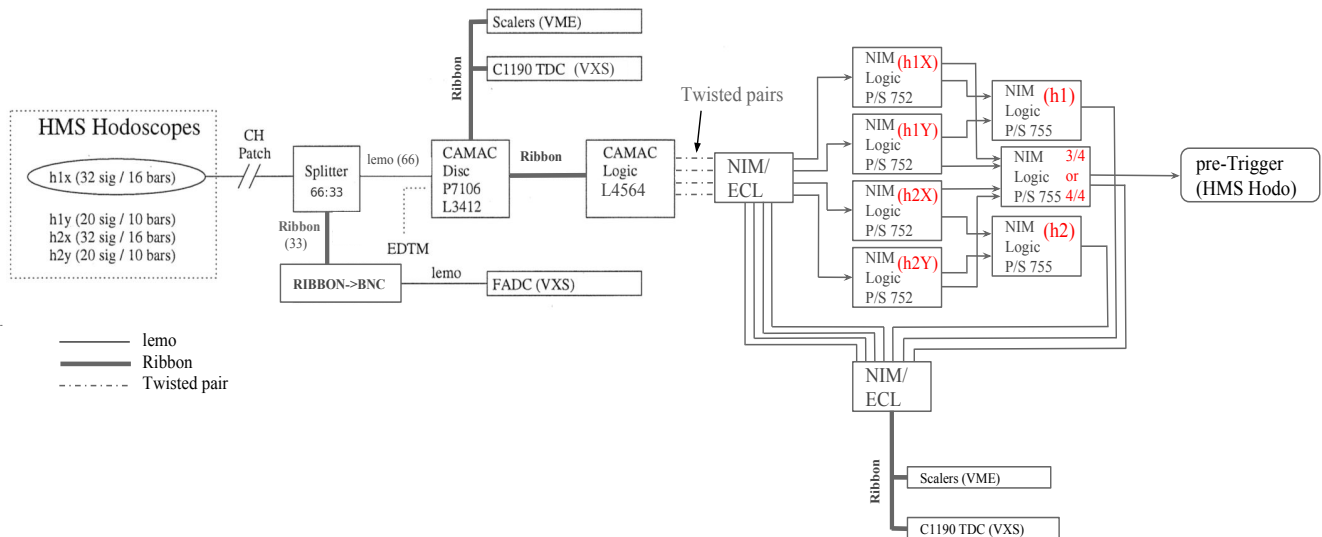 Scalers (VME)
C1190 TDC (VXS)
Ribbon
HMS Hodoscopes
h1x (32 sig / 16 bars)
h1y (20 sig / 10 bars)
h2x (32 sig / 16 bars)
h2y (20 sig / 10 bars)
CH
Patch
Splitter
66:33
lemo (66)
Ribbon
(33)
EDTM
CAMAC
Disc
P7106
L3412
Ribbon
CAMAC
Logic
L4564
RIBBON->BNC
lemo
FADC (VXS)
Twisted pairs
NIM/
ECL
NIM (h1X)
Logic
P/S 752
NIM (h1Y)
Logic
P/S 752
NIM (h2X)
Logic
P/S 752
NIM (h2Y)
Logic
P/S 752
NIM (h1)
Logic
P/S 755
NIM 3/4
Logic or
P/S 755 4/4
NIM (h2)
Logic
P/S 755
pre-Trigger
(HMS Hodo)
lemo
Ribbon
Twisted pair
NIM/
ECL
Ribbon
Scalers (VME)
C1190 TDC (VXS)